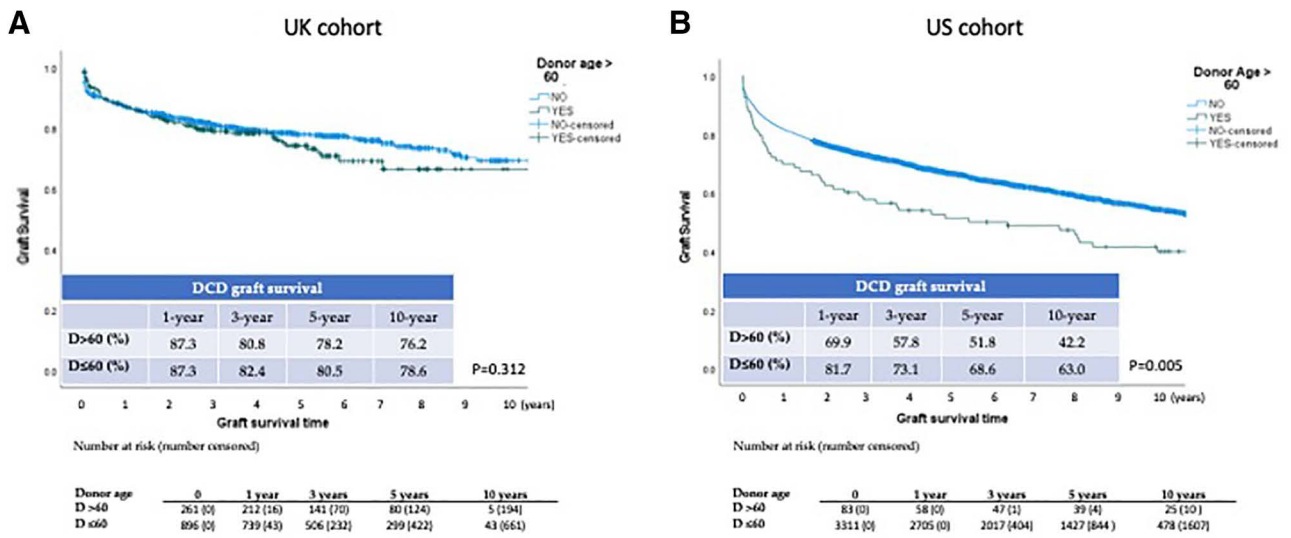 A
UK cohort
Donor age >
60
NO
YES
NO-censored
YES-censored
1.0
0.8
0.6
0.4
0.2
0.0
Graft Survival
DCD graft survival
1-year 3-year 5-year 10-year
D>60 (%) 87.3 80.8 78.2 76.2
D≤60 (%) 87.3 82.4 80.5 78.6
P=0.312
0 1 2 3 4 5 6 7 8 9 10 (years)
Graft survival time
Number at risk (number censored)
Donor age 0 1 year 3 years 5 years 10 years
D >60 261 (0) 212 (16) 141 (70) 80 (124) 5 (194)
D ≤60 896 (0) 739 (43) 506 (232) 299 (422) 43 (661)
B
US cohort
Donor Age >
60
NO
YES
NO-censored
YES-censored
1.0
0.8
0.6
0.4
0.2
0.0
Graft Survival
DCD graft survival
1-year 3-year 5-year 10-year
D>60 (%) 69.9 57.8 51.8 42.2
D≤60 (%) 81.7 73.1 68.6 63.0
P=0.005
0 1 2 3 4 5 6 7 8 9 10 (years)
Graft survival time
Number at risk (number censored)
Donor age 0 1 year 3 years 5 years 10 years
D >60 83 (0) 58 (0) 47 (1) 39 (4) 25 (10 )
D ≤60 3311 (0) 2705 (0) 2017 (404) 1427 (844 ) 478 (1607)